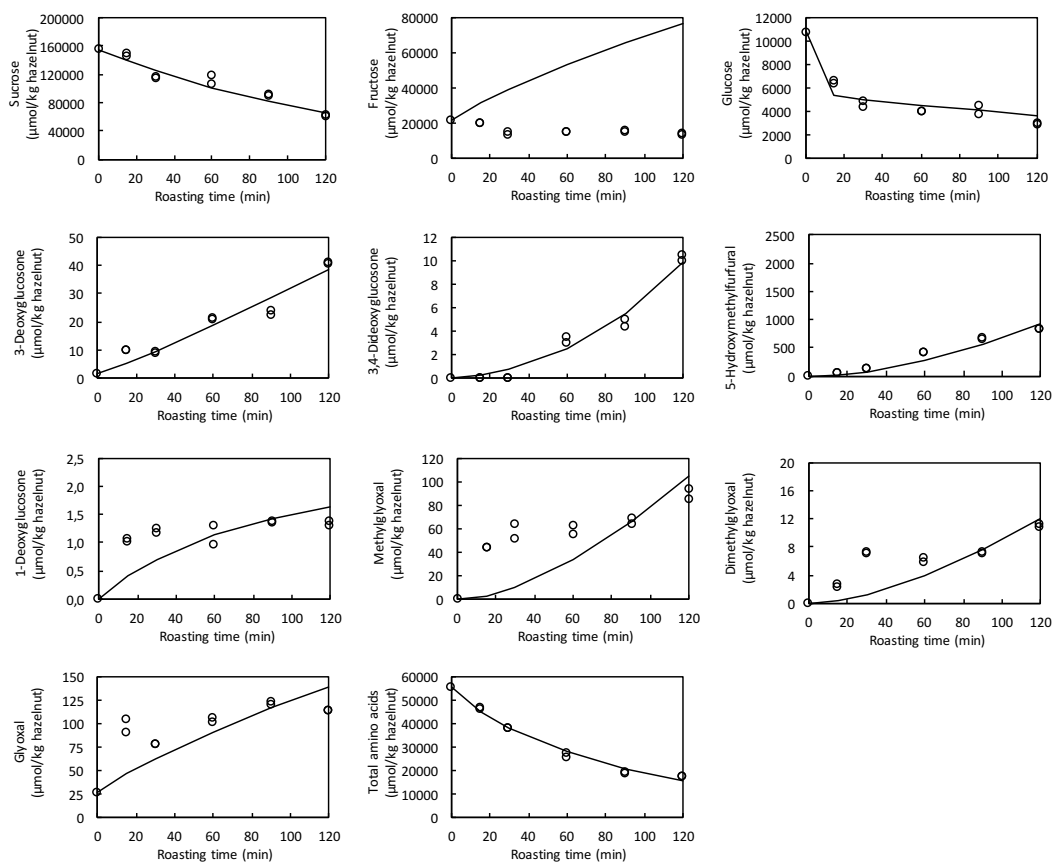 Sucrose
(μmol/kg hazelnut)
200000
160000
120000
80000
40000
0
0 20 40 60 80 100 120
Roasting time (min)
Fructose
(μmol/kg hazelnut)
80000
60000
40000
20000
0
0 20 40 60 80 100 120
Roasting time (min)
Glucose
(μmol/kg hazelnut)
12000
10000
8000
6000
4000
2000
0
0 20 40 60 80 100 120
Roasting time (min)
3-Deoxyglucosone
(μmol/kg hazelnut)
50
40
30
20
10
0
0 20 40 60 80 100 120
Roasting time (min)
3,4-Dideoxyglucosone
(μmol/kg hazelnut)
12
10
8
6
4
2
0
0 20 40 60 80 100 120
Roasting time (min)
5-Hydroxymethylfurfural
(μmol/kg hazelnut)
2500
2000
1500
1000
500
0
0 20 40 60 80 100 120
Roasting time (min)
1-Deoxyglucosone
(μmol/kg hazelnut)
2,5
2,0
1,5
1,0
0,5
0,0
0 20 40 60 80 100 120
Roasting time (min)
Methylglyoxal
(μmol/kg hazelnut)
120
100
80
60
40
20
0
0 20 40 60 80 100 120
Roasting time (min)
Dimethylglyoxal
(μmol/kg hazelnut)
20
16
12
8
4
0
0 20 40 60 80 100 120
Roasting time (min)
Glyoxal
(μmol/kg hazelnut)
150
125
100
75
50
25
0
0 20 40 60 80 100 120
Roasting time (min)
Total amino acids
(μmol/kg hazelnut)
60000
50000
40000
30000
20000
10000
0
0 20 40 60 80 100 120
Roasting time (min)